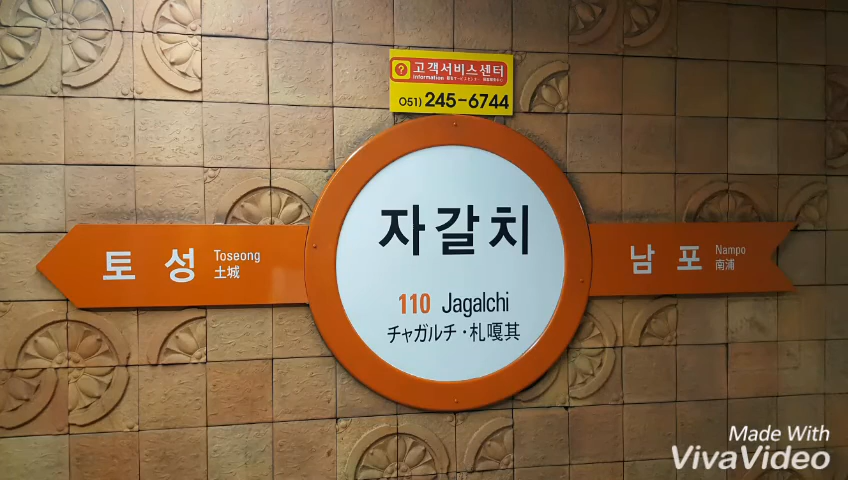 고객서비스센터
Information
051) 245-6744
토성 Toseong
土城
자갈치
110 Jagalchi
チャガルチ・札嘎其
남포 Nampo
南浦
Made With
VivaVideo